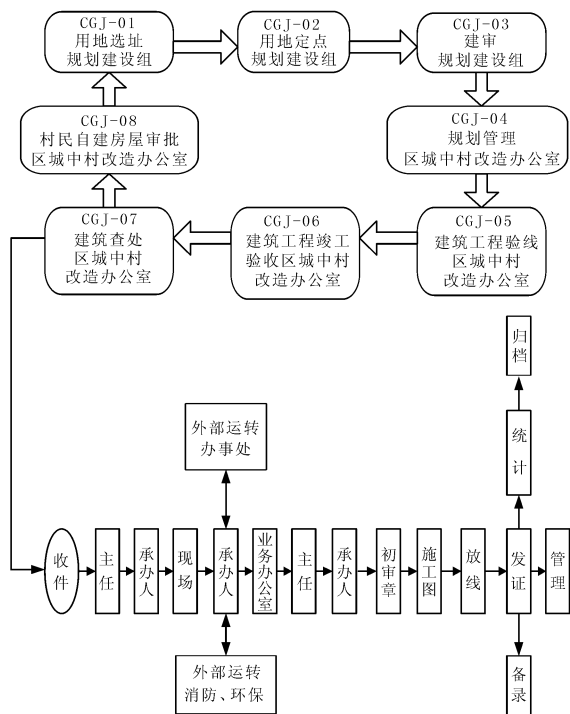 CGJ-01
用地选址
规划建设组
CGJ-02
用地定点
规划建设组
CGJ-03
建审
规划建设组
CGJ-08
村民自建房屋审批
区城中村改造办公室
CGJ-04
规划管理
区城中村改造办公室
CGJ-07
建筑查处
区城中村
改造办公室
CGJ-06
建筑工程竣工
验收区城中村
改造办公室
CGJ-05
建筑工程验线
区城中村
改造办公室
归档
统计
外部运转
办事处
收件
主任
承办人
现场
承办人
业务办公室
主任
承办人
初审章
施工图
放线
发证
管理
外部运转
消防、环保
备录